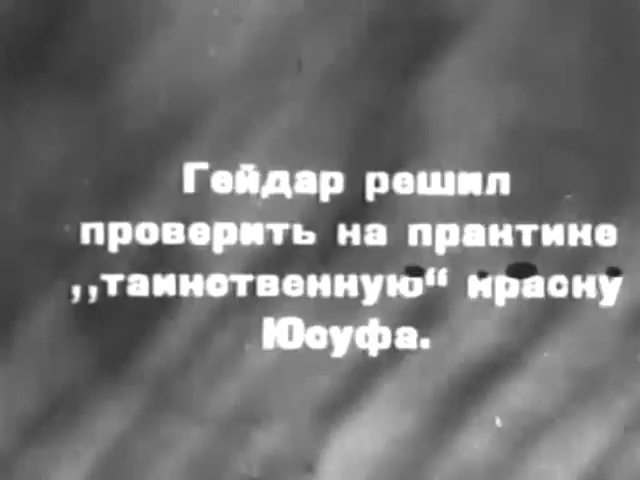 Гейдар решил
проверить на практике
,,таинственную“ краску
Юсуфа.